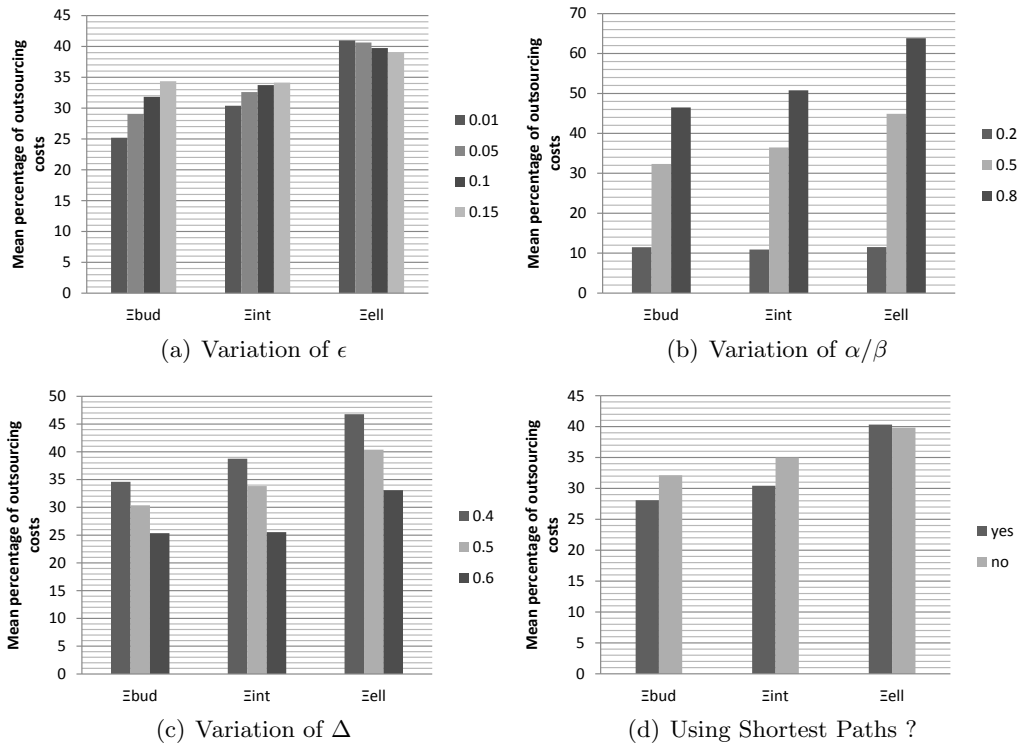 Mean percentage of outsourcing
costs
45
40
35
30
25
20
15
10
5
0
Ξbud Ξint Ξell
0.01
0.05
0.1
0.15
(a) Variation of ϵ
Mean percentage of outsourcing
costs
70
60
50
40
30
20
10
0
Ξbud Ξint Ξell
0.2
0.5
0.8
(b) Variation of α/β
Mean percentage of outsourcing
costs
50
45
40
35
30
25
20
15
10
5
0
Ξbud Ξint Ξell
0.4
0.5
0.6
(c) Variation of Δ
Mean percentage of outsourcing
costs
45
40
35
30
25
20
15
10
5
0
Ξbud Ξint Ξell
yes
no
(d) Using Shortest Paths ?